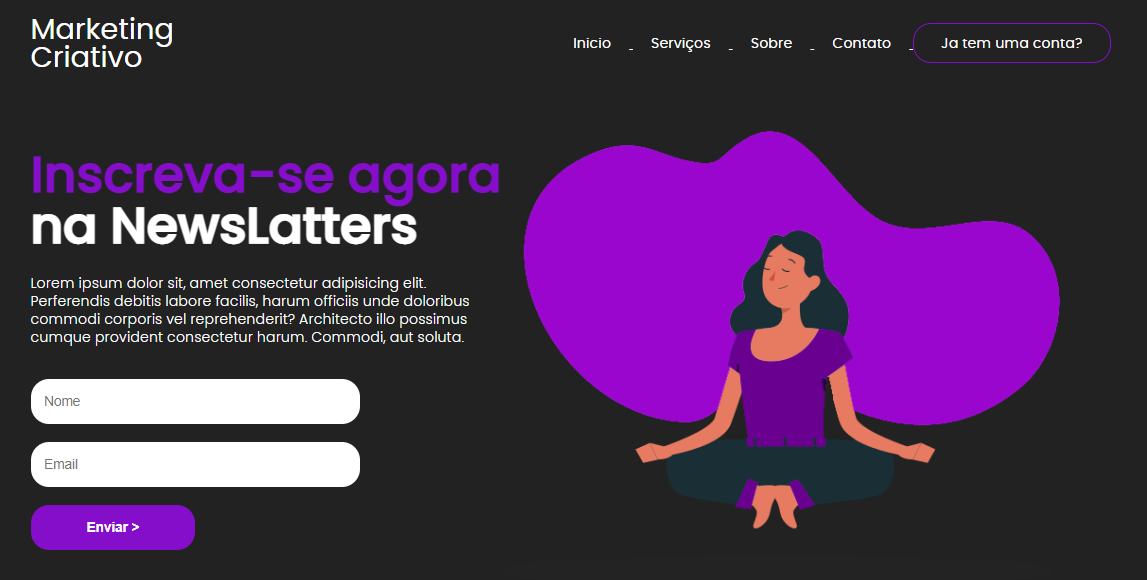 Marketing
Criativo
Inicio - Serviços - Sobre - Contato - Ja tem uma conta?
Inscreva-se agora
na NewsLatters
Lorem ipsum dolor sit, amet consectetur adipisicing elit.
Perferendis debitis labore facilis, harum officiis unde doloribus
commodi corporis vel reprehenderit? Architecto illo possimus
cumque provident consectetur harum. Commodi, aut soluta.
Nome
Email
Enviar >